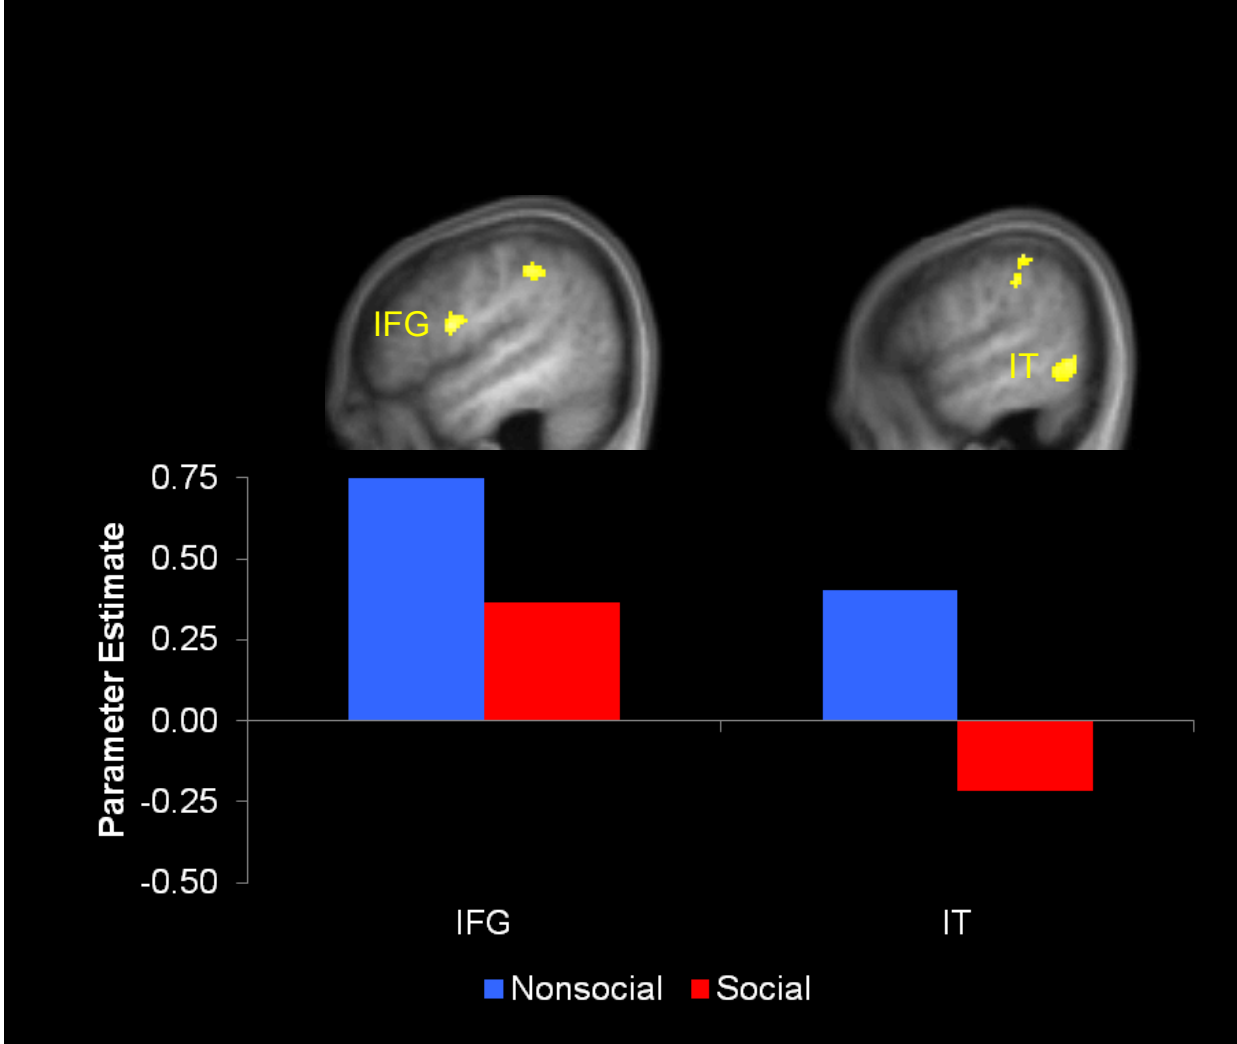 IFG
IT
0.75
0.50
0.25
0.00
-0.25
-0.50
Parameter Estimate
IFG
IT
Nonsocial
Social